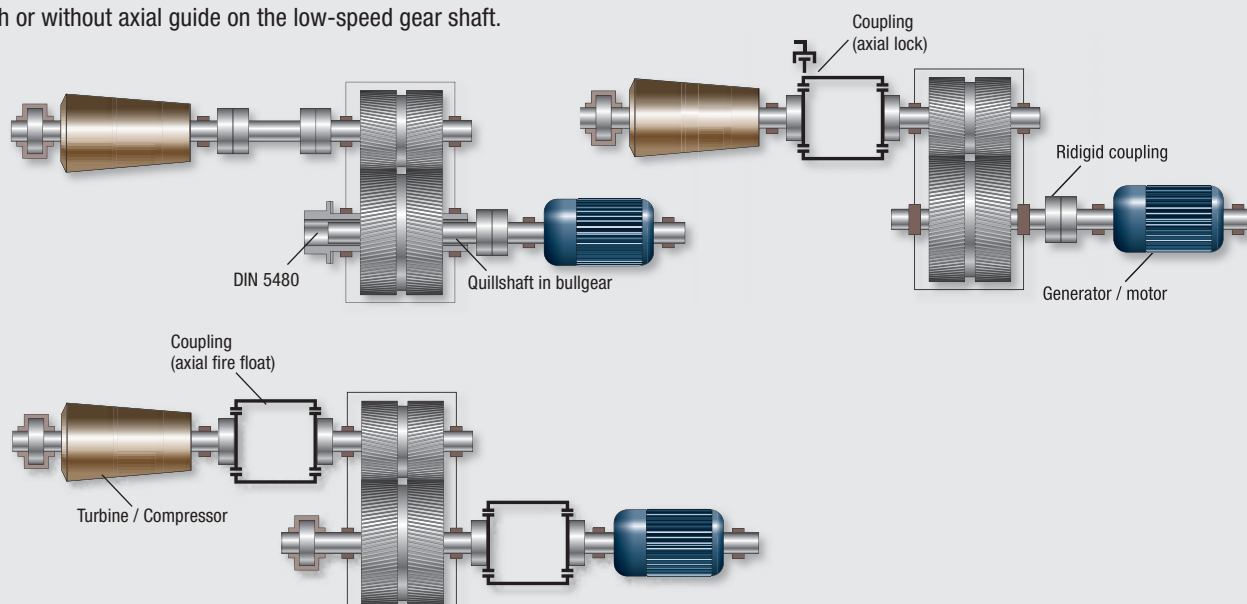 h or without axial guide on the low-speed gear shaft.
Coupling
(axial lock)
Ridigid coupling
DIN 5480
Quillshaft in bullgear
Generator / motor
Coupling
(axial fire float)
Turbine / Compressor